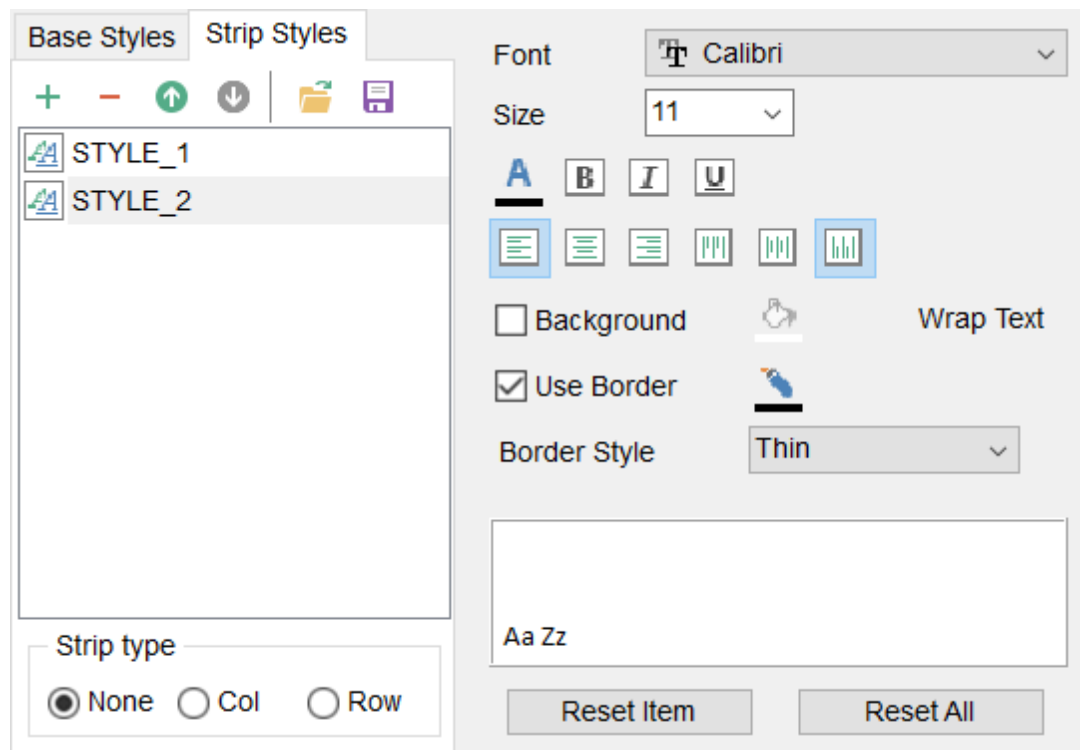 Base Styles
Strip Styles
STYLE_1
STYLE_2
Strip type
None
Col
Row
Font
Calibri
Size
11
A B I U
Background
Wrap Text
Use Border
Border Style
Thin
Aa Zz
Reset Item
Reset All